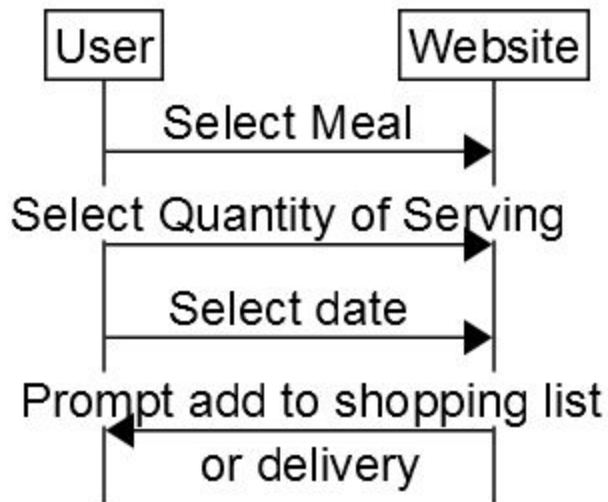 User
Website
Select Meal
Select Quantity of Serving
Select date
Prompt add to shopping list
or delivery